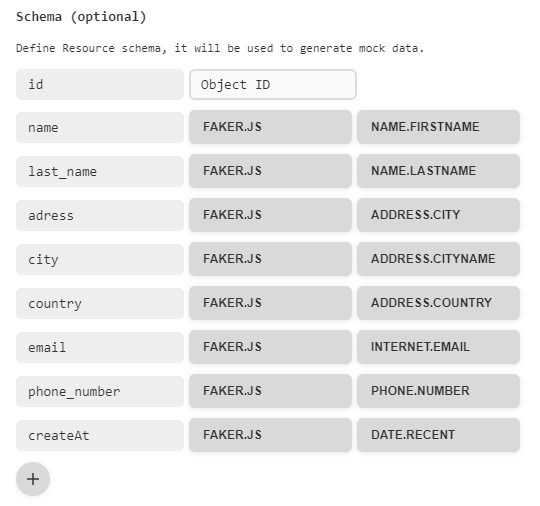 Schema (optional)
Define Resource schema, it will be used to generate mock data.
id Object ID
name FAKER.JS NAME.FIRSTNAME
last_name FAKER.JS NAME.LASTNAME
adress FAKER.JS ADDRESS.CITY
city FAKER.JS ADDRESS.CITYNAME
country FAKER.JS ADDRESS.COUNTRY
email FAKER.JS INTERNET.EMAIL
phone_number FAKER.JS PHONE.NUMBER
createAt FAKER.JS DATE.RECENT
+